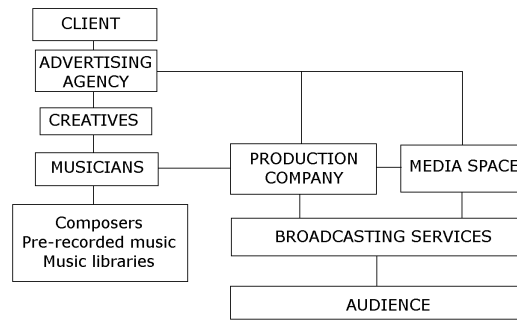 CLIENT
ADVERTISING
AGENCY
CREATIVES
MUSICIANS
PRODUCTION
COMPANY
MEDIA SPACE
Composers
Pre-recorded music
Music libraries
BROADCASTING SERVICES
AUDIENCE